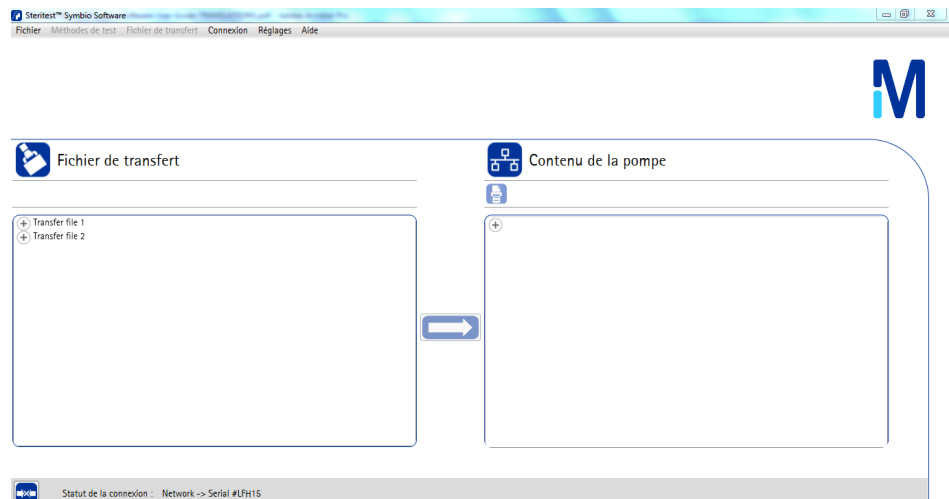 Steritest™ Symbio Software
Fichier Méthodes de test Fichier de transfert Connexion Réglages Aide
M
Fichier de transfert
Contenu de la pompe
Transfer file 1
Transfer file 2
Statut de la connexion : Network -> Serial #LFH15